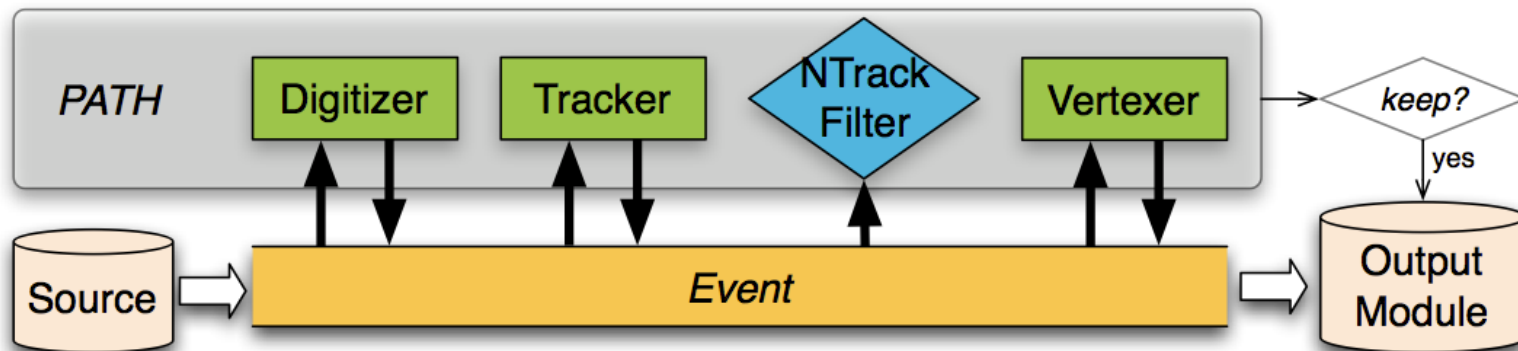 PATH
Digitizer
Tracker
NTrack
Filter
Vertexer
keep?
yes
Source
Event
Output
Module